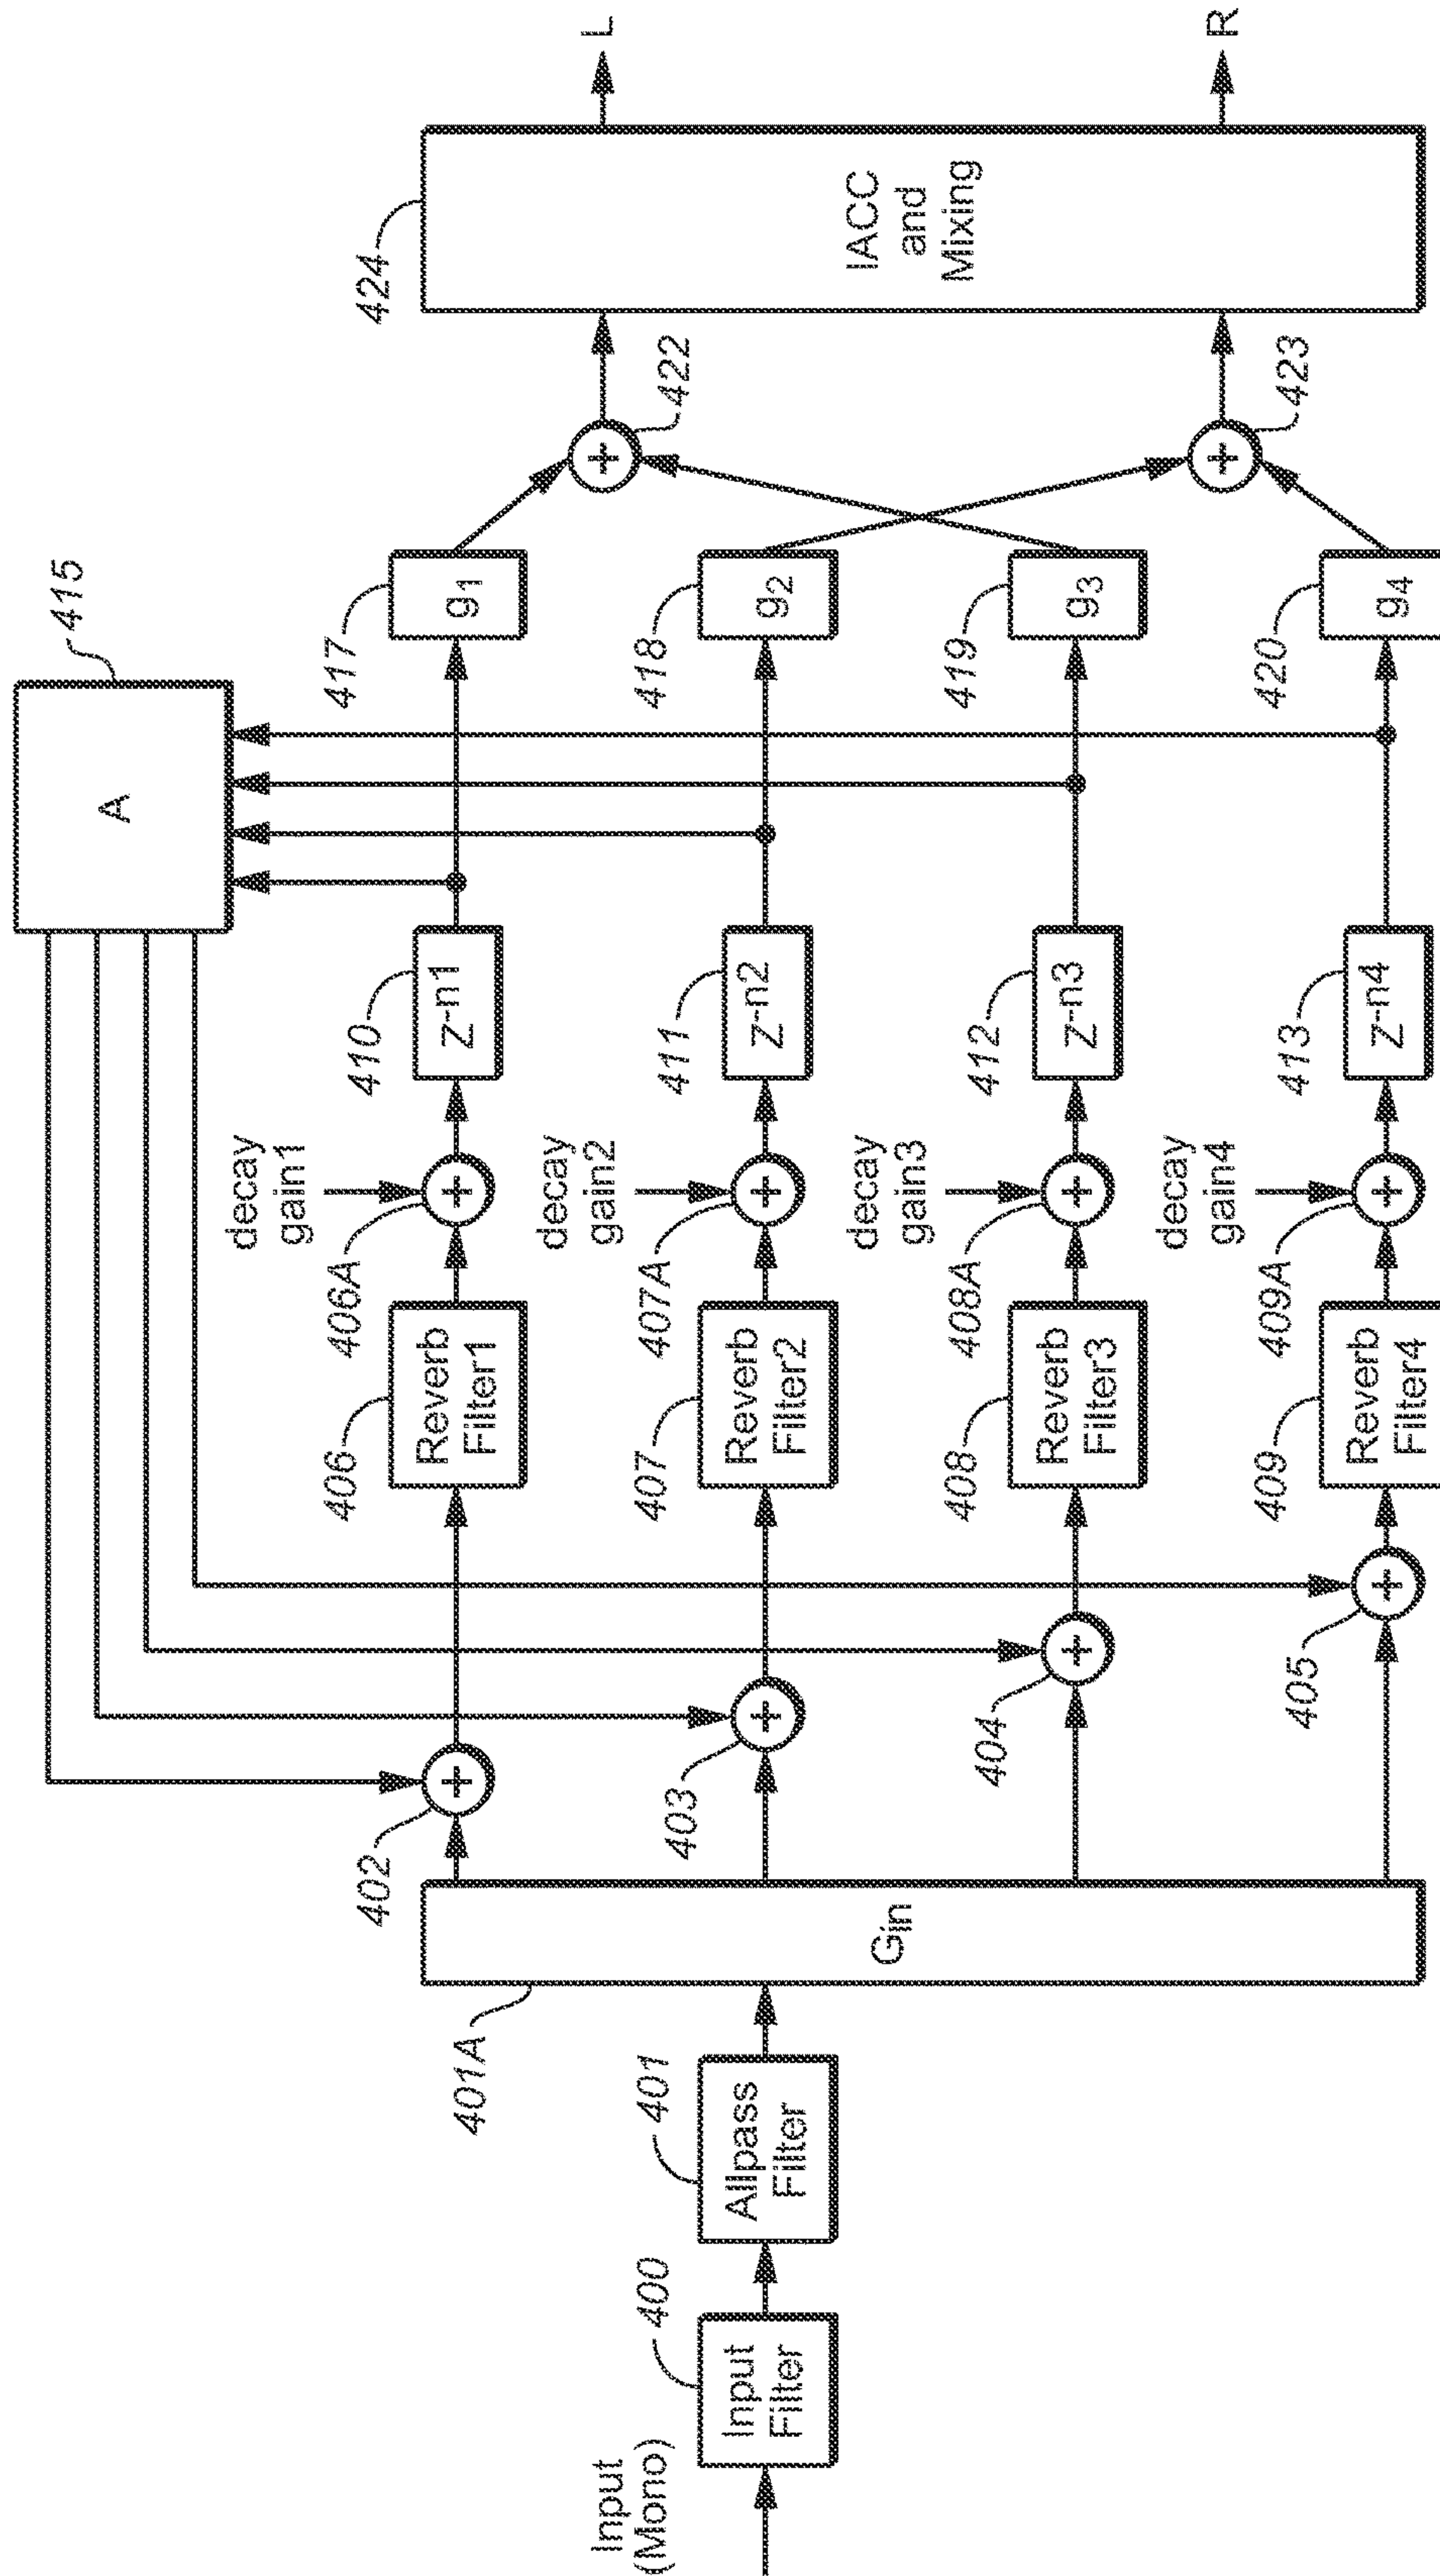 Input
(Mono)
400
Input
Filter
401
Allpass
Filter
401A
Gin
402
403
404
405
415
A
406
Reverb
Filter1
407
Reverb
Filter2
408
Reverb
Filter3
409
Reverb
Filter4
decay
gain1
406A
decay
gain2
407A
decay
gain3
408A
decay
gain4
409A
410
z-n1
411
z-n2
412
z-n3
413
z-n4
417
g1
418
g2
419
g3
420
g4
422
423
424
IACC
and
Mixing
L
R
+
+
+
+
+
+
+
+
+
+